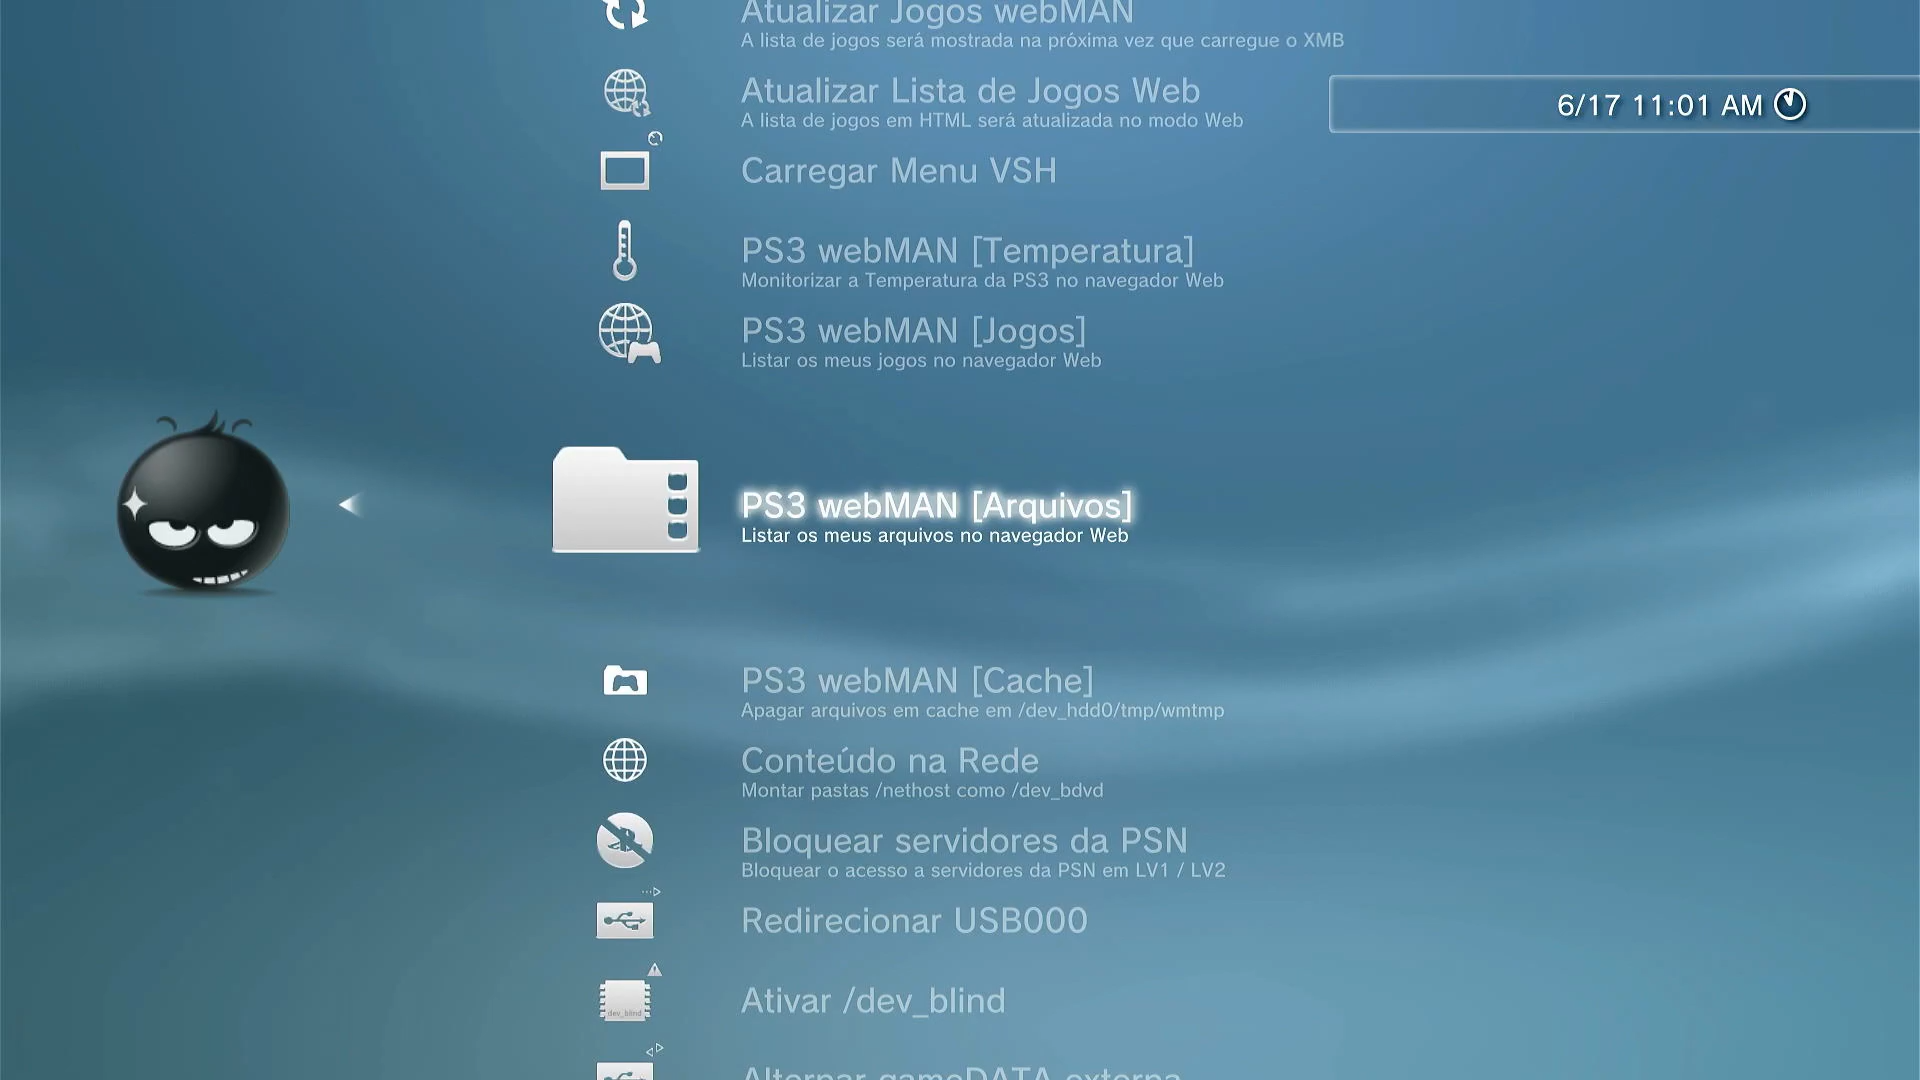 Atualizar Jogos webMAN
A lista de jogos será mostrada na próxima vez que carregue o XMB
Atualizar Lista de Jogos Web
A lista de jogos em HTML será atualizada no modo Web
6/17 11:01 AM
Carregar Menu VSH
PS3 webMAN [Temperatura]
Monitorizar a Temperatura da PS3 no navegador Web
PS3 webMAN [Jogos]
Listar os meus jogos no navegador Web
PS3 webMAN [Arquivos]
Listar os meus arquivos no navegador Web
PS3 webMAN [Cache]
Apagar arquivos em cache em /dev_hdd0/tmp/wmtmp
Conteúdo na Rede
Montar pastas /nethost como /dev_bdvd
Bloquear servidores da PSN
Bloquear o acesso a servidores da PSN em LV1 / LV2
Redirecionar USB000
Ativar /dev_blind
dev_blind
Alternar gameDATA externa